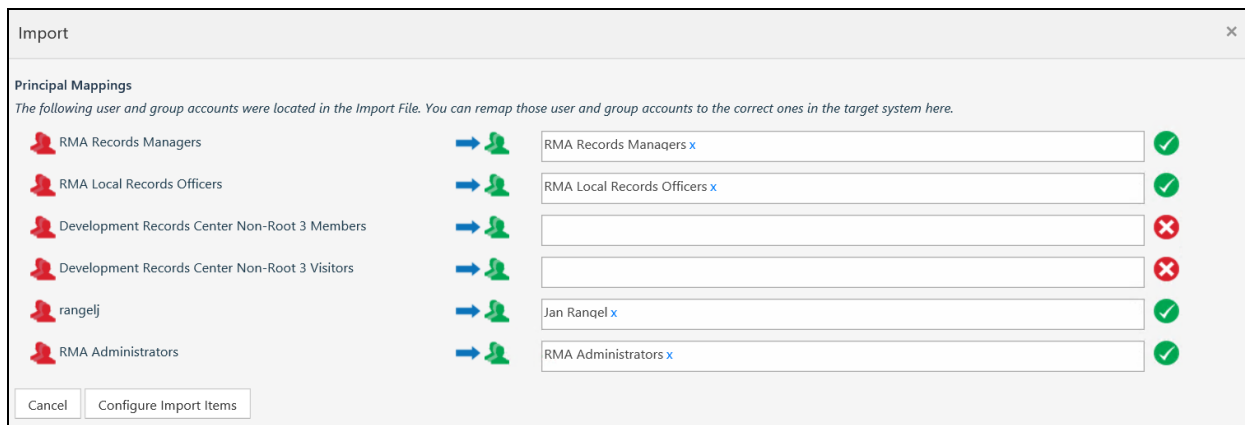 Import ×
Principal Mappings
The following user and group accounts were located in the Import File. You can remap those user and group accounts to the correct ones in the target system here.
RMA Records Managers RMA Records Managers x
RMA Local Records Officers RMA Local Records Officers x
Development Records Center Non-Root 3 Members
Development Records Center Non-Root 3 Visitors
rangelj Jan Rangel x
RMA Administrators RMA Administrators x
Cancel Configure Import Items